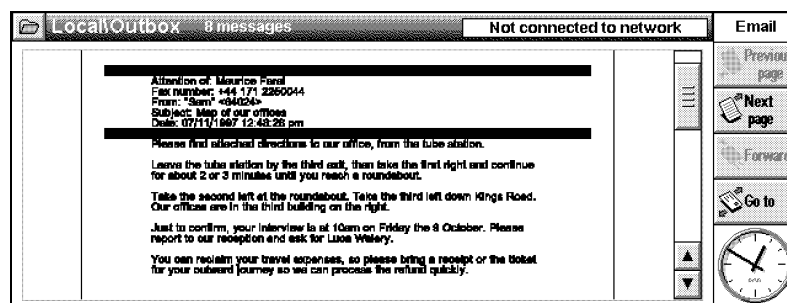 Local\Outbox 8 messages Not connected to network Email
Attention of: Maurice Feral
Fax number: +44 171 2250044
From: "Sam" <64024>
Subject: Map of our offices
Date: 07/11/1997 12:48:28 pm
Please find attached directions to our office, from the tube station.
Leave the tube station by the third exit, then take the first right and continue
for about 2 or 3 minutes until you reach a roundabout.
Take the second left at the roundabout. Take the third left down Kings Road.
Our offices are in the third building on the right.
Just to confirm, your interview is at 10am on Friday the 9 October. Please
report to our reception and ask for Luca Walery.
You can reclaim your travel expenses, so please bring a receipt or the ticket
for your outward journey so we can process the refund quickly.
Previou
page
Next
page
Forward
Go to